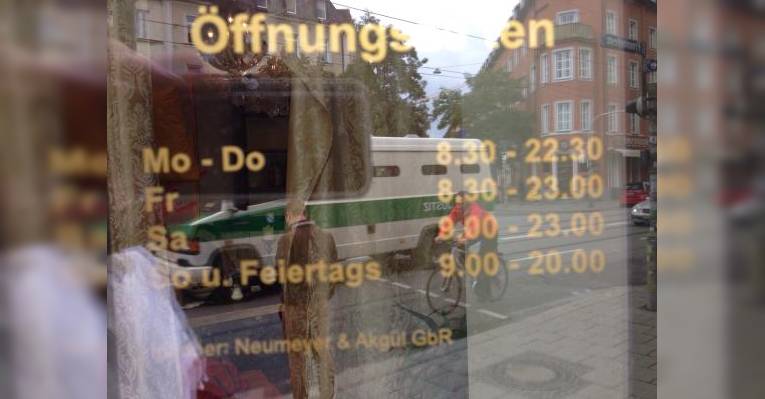 Öffnungszeiten
Mo - Do 8.30 - 22.30
Fr 8.30 - 23.00
Sa 9.00 - 23.00
So u. Feiertags 9.00 - 20.00
Neumeyer & Akgül GbR